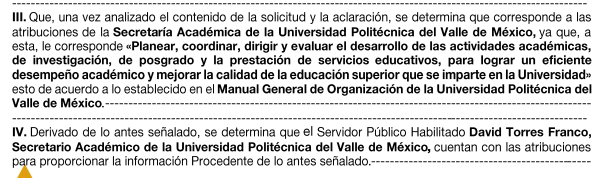 III. Que, una vez analizado el contenido de la solicitud y la aclaración, se determina que corresponde a las
atribuciones de la Secretaría Académica de la Universidad Politécnica del Valle de México, ya que, a
esta, le corresponde «Planear, coordinar, dirigir y evaluar el desarrollo de las actividades académicas,
de investigación, de posgrado y la prestación de servicios educativos, para lograr un eficiente
desempeño académico y mejorar la calidad de la educación superior que se imparte en la Universidad»
esto de acuerdo a lo establecido en el Manual General de Organización de la Universidad Politécnica del
Valle de México.
IV. Derivado de lo antes señalado, se determina que el Servidor Público Habilitado David Torres Franco,
Secretario Académico de la Universidad Politécnica del Valle de México, cuentan con las atribuciones
para proporcionar la información Procedente de lo antes señalado.